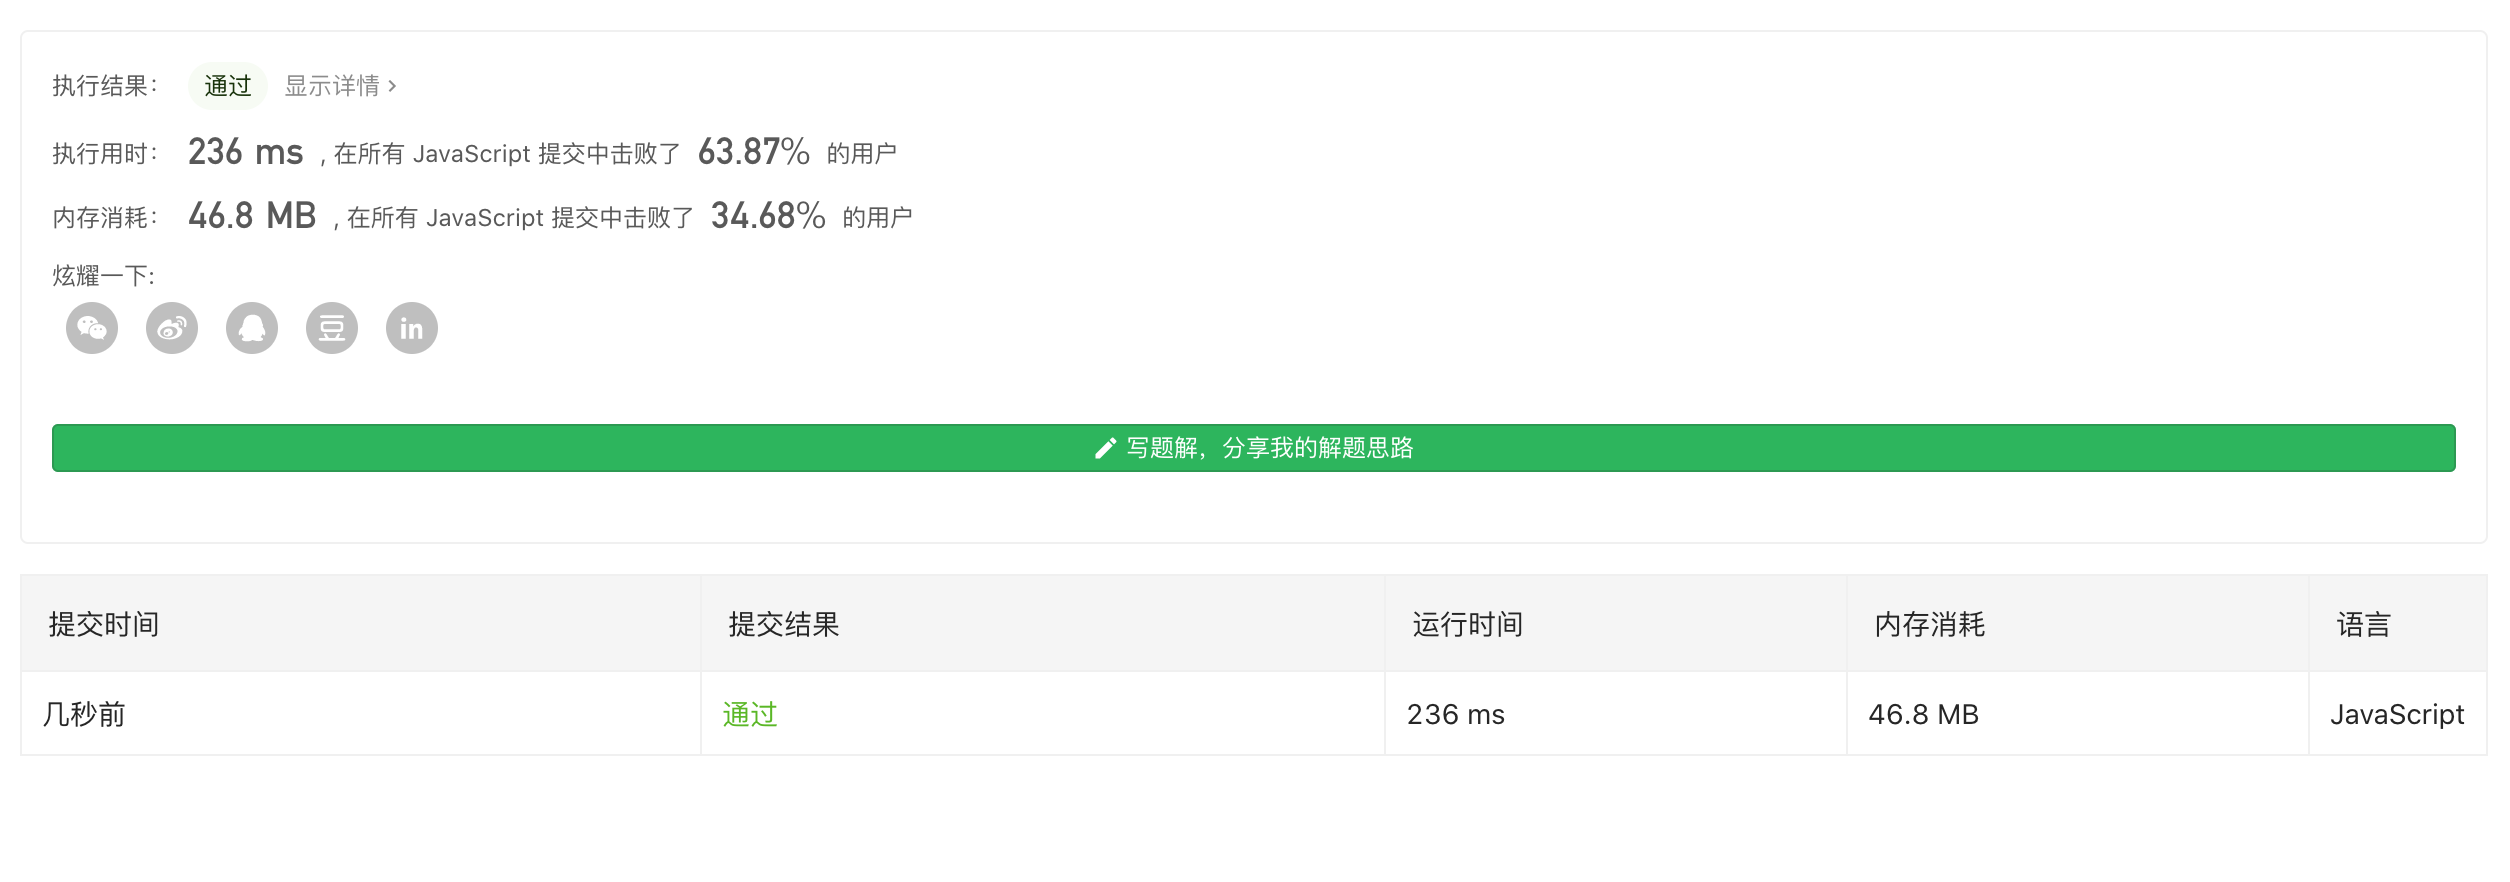 执行结果： 通过 显示详情 >
执行用时： 236 ms , 在所有 JavaScript 提交中击败了 63.87% 的用户
内存消耗： 46.8 MB , 在所有 JavaScript 提交中击败了 34.68% 的用户
炫耀一下:
写题解，分享我的解题思路
提交时间 提交结果 运行时间 内存消耗 语言
几秒前 通过 236 ms 46.8 MB JavaScript